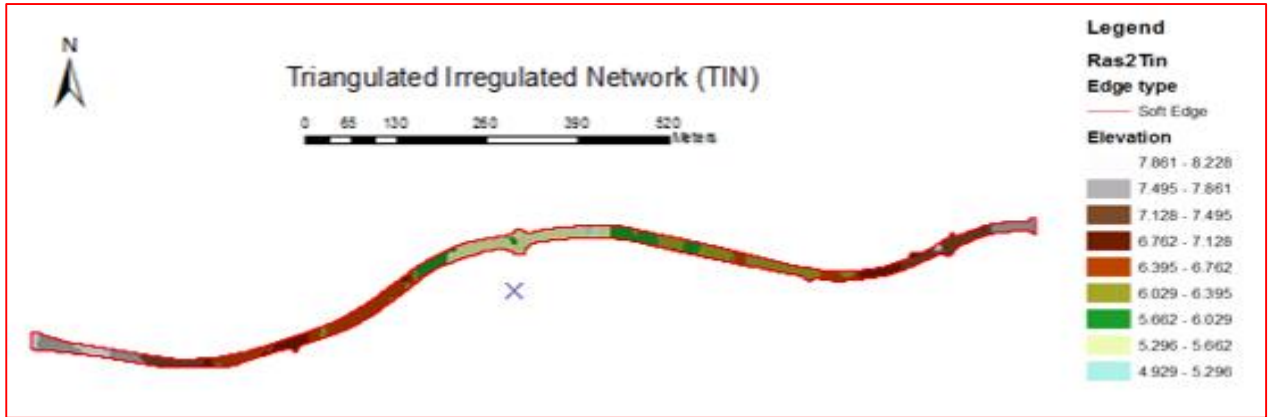 N
Triangulated Irregulated Network (TIN)
0 65 130 260 390 520
Meters
Legend
Ras2Tin
Edge type
Soft Edge
Elevation
7.861 - 8.228
7.495 - 7.861
7.128 - 7.495
6.762 - 7.128
6.395 - 6.762
6.029 - 6.395
5.662 - 6.029
5.296 - 5.662
4.929 - 5.296